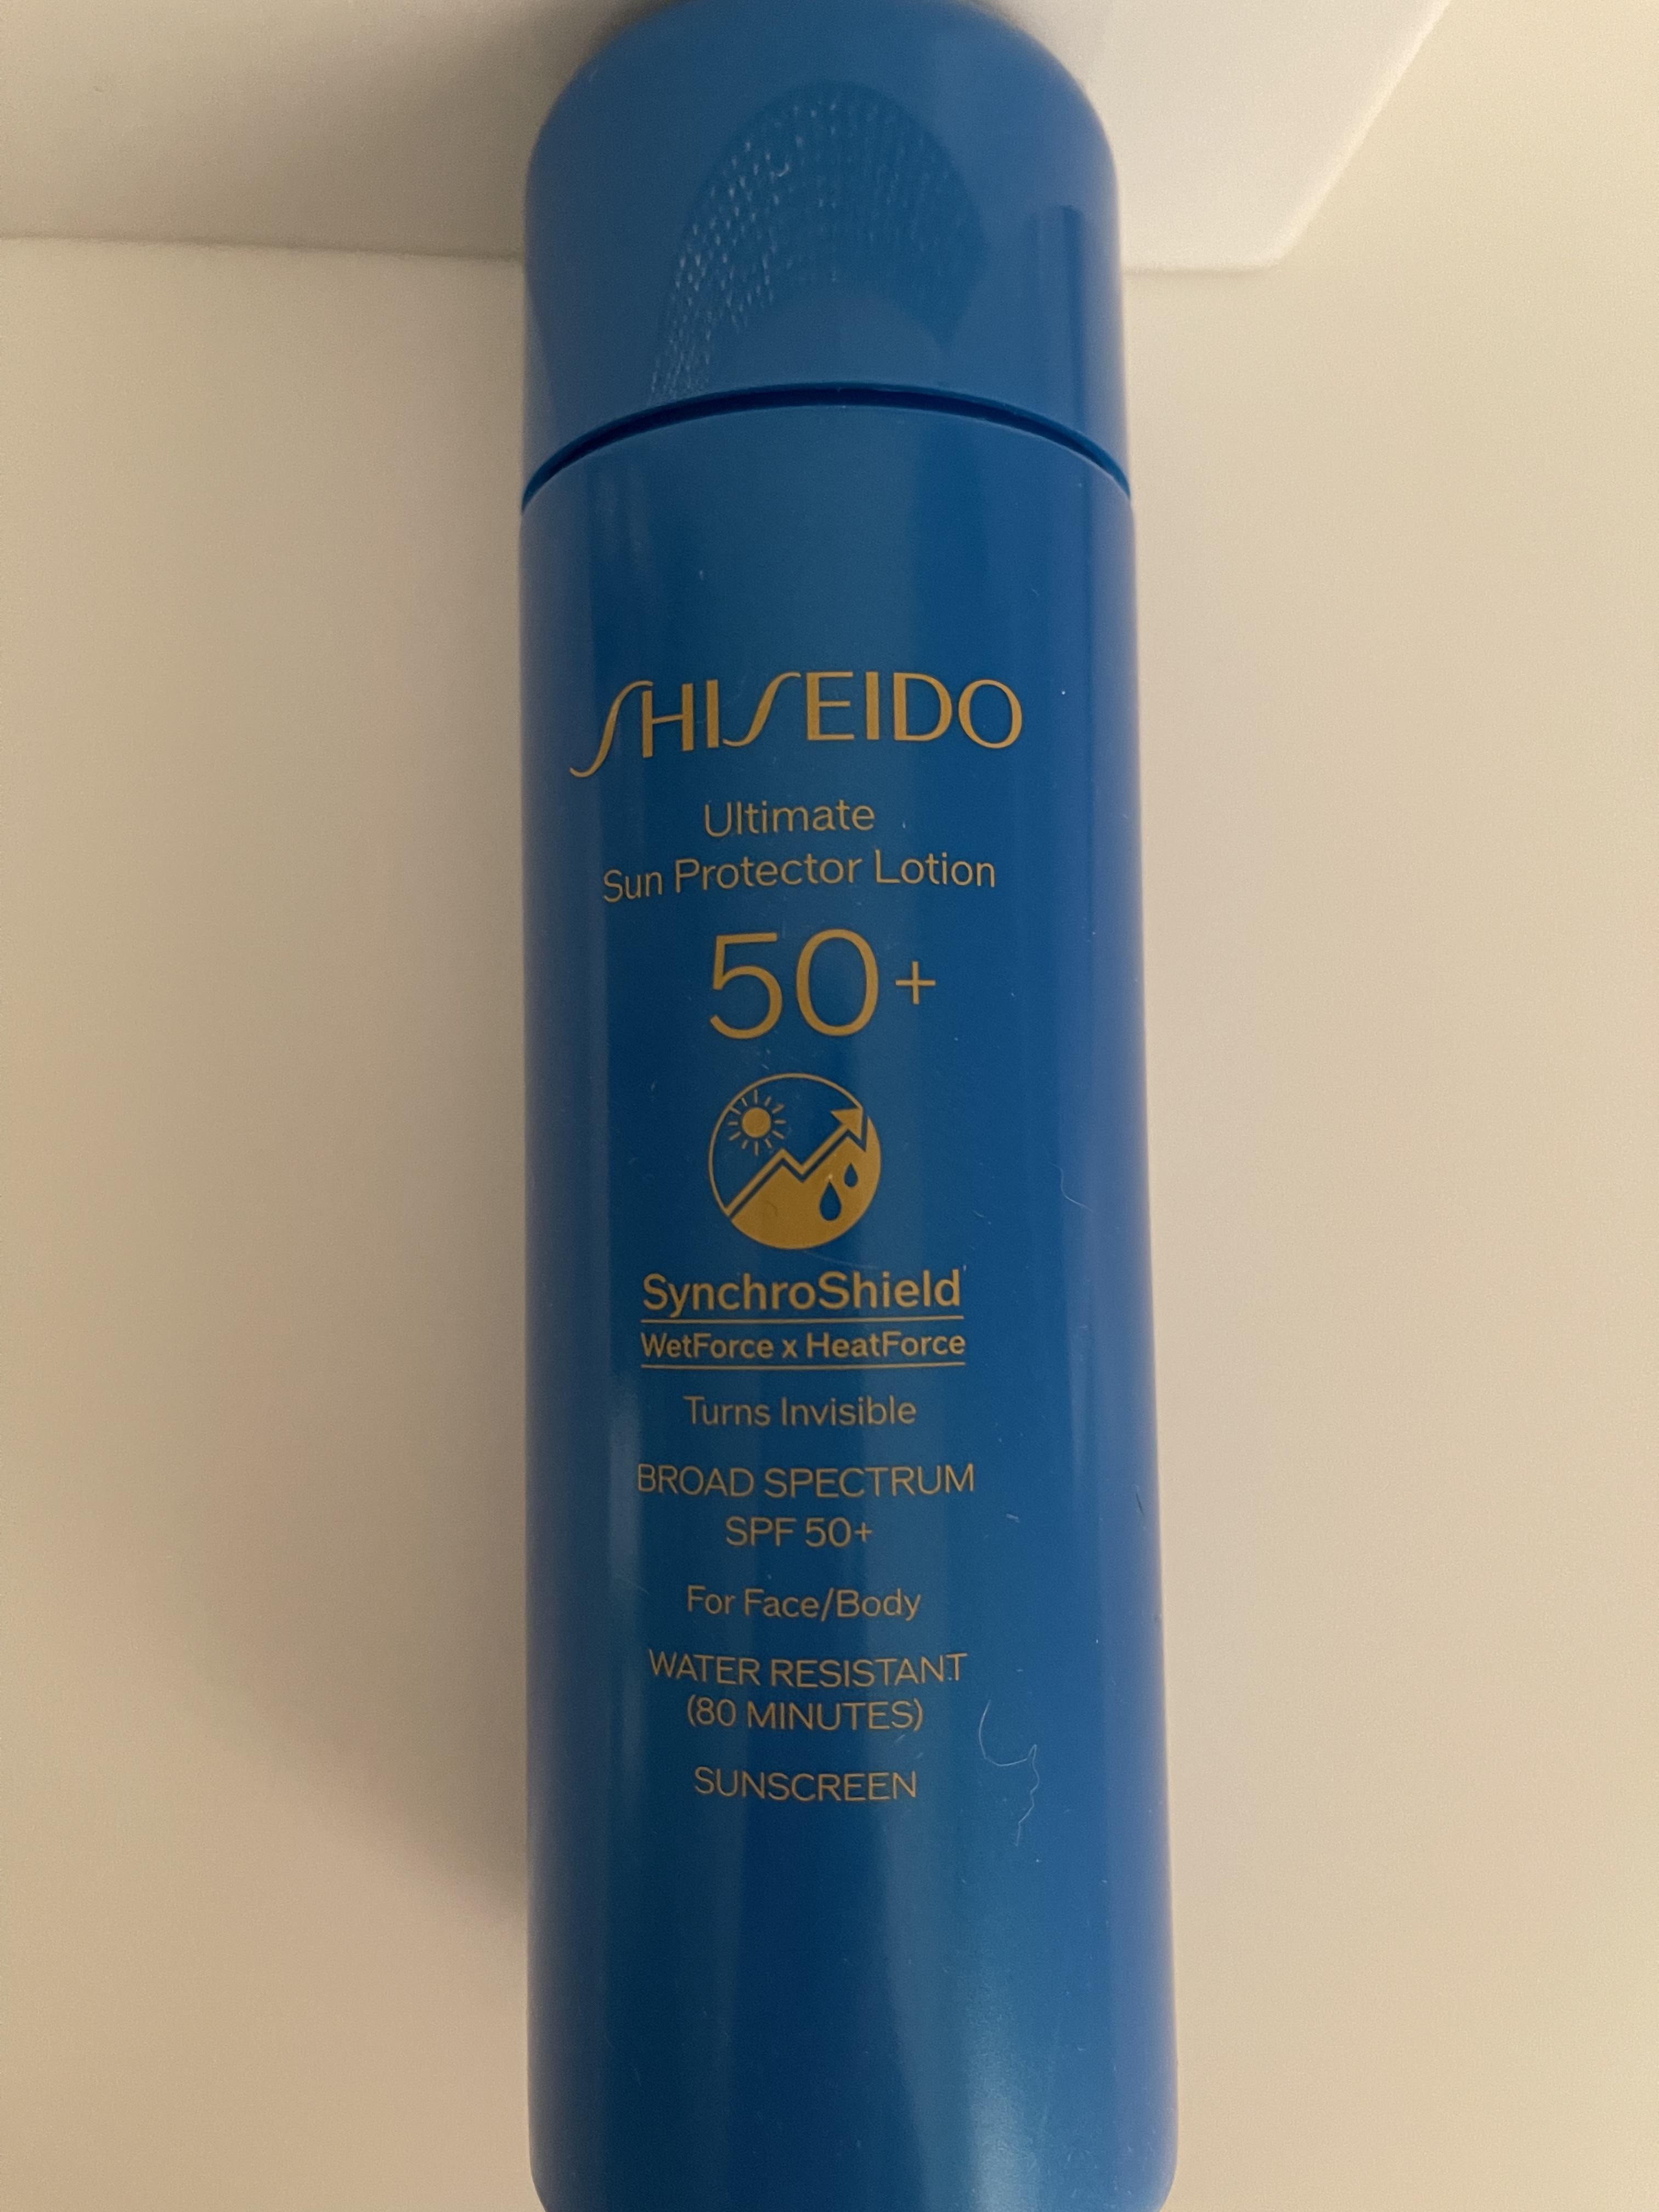 SHISEIDO
Ultimate
Sun Protector Lotion
50+
SynchroShield
WetForce x HeatForce
Turns Invisible
BROAD SPECTRUM
SPF 50+
For Face/Body
WATER RESISTANT
(80 MINUTES)
SUNSCREEN